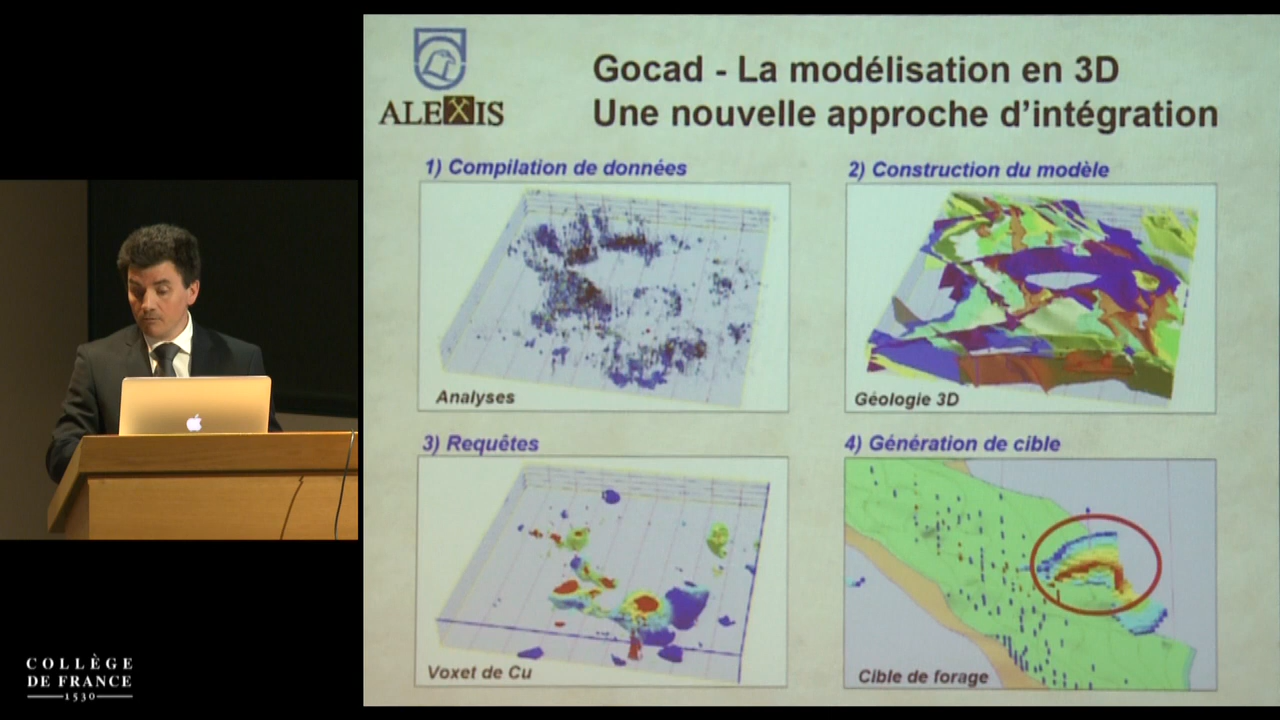 ALEXIS
Gocad - La modélisation en 3D
Une nouvelle approche d'intégration
1) Compilation de données
Analyses
2) Construction du modèle
Géologie 3D
3) Requêtes
Voxet de Cu
4) Génération de cible
Cible de forage
COLLÈGE
DE FRANCE
1530